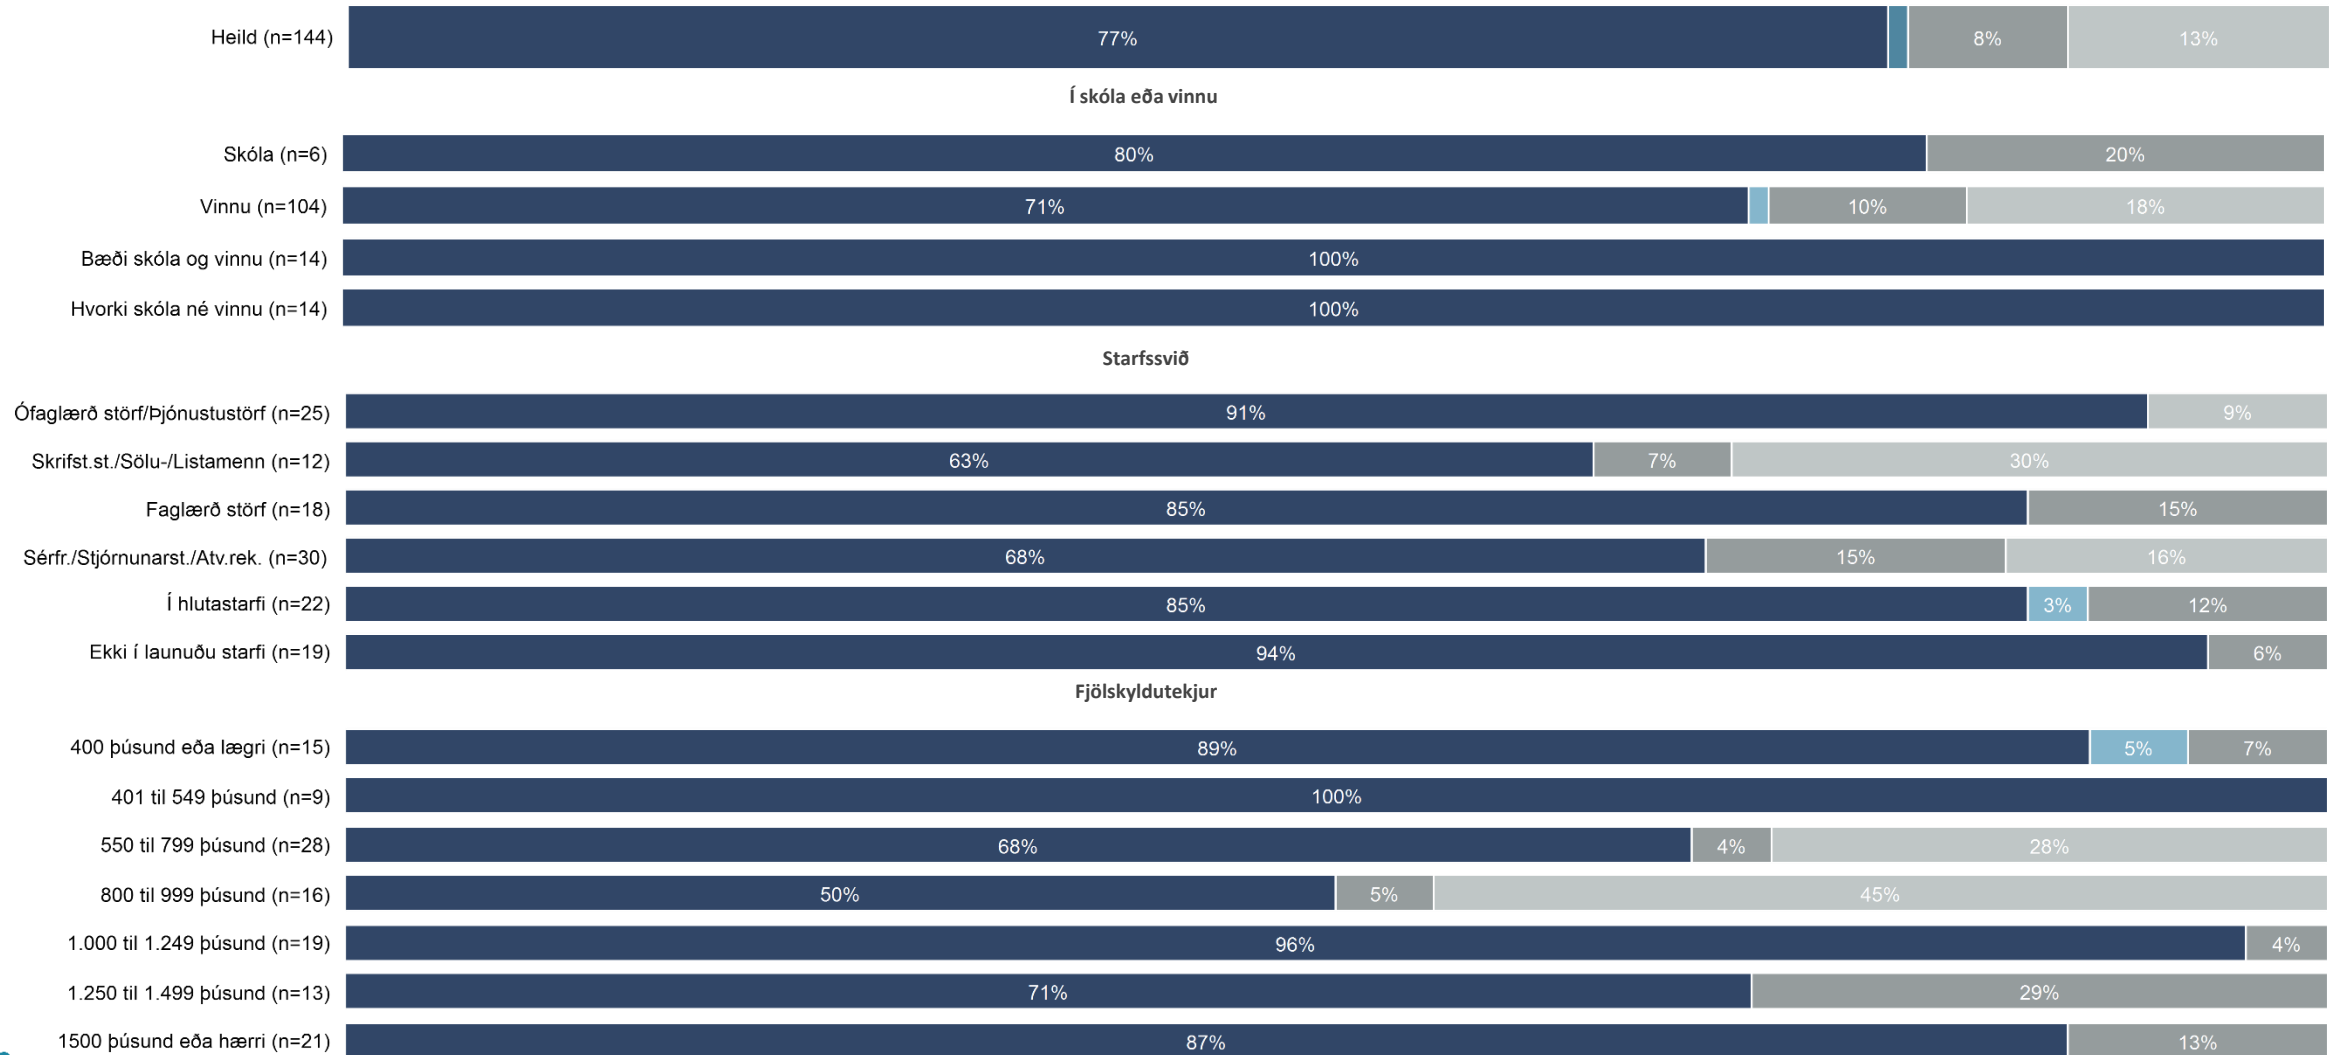 Heild (n=144) 77% 8% 13%
Í skóla eða vinnu
Skóla (n=6) 80% 20%
Vinnu (n=104) 71% 10% 18%
Bæði skóla og vinnu (n=14) 100%
Hvorki skóla né vinnu (n=14) 100%
Starfssvið
Ófaglærð störf/Þjónustustörf (n=25) 91% 9%
Skrifst.st./Sölu-/Listamenn (n=12) 63% 7% 30%
Faglærð störf (n=18) 85% 15%
Sérfr./Stjórnunarst./Atv.rek. (n=30) 68% 15% 16%
Í hlutastarfi (n=22) 85% 3% 12%
Ekki í launuðu starfi (n=19) 94% 6%
Fjölskyldutekjur
400 þúsund eða lægri (n=15) 89% 5% 7%
401 til 549 þúsund (n=9) 100%
550 til 799 þúsund (n=28) 68% 4% 28%
800 til 999 þúsund (n=16) 50% 5% 45%
1.000 til 1.249 þúsund (n=19) 96% 4%
1.250 til 1.499 þúsund (n=13) 71% 29%
1500 þúsund eða hærri (n=21) 87% 13%